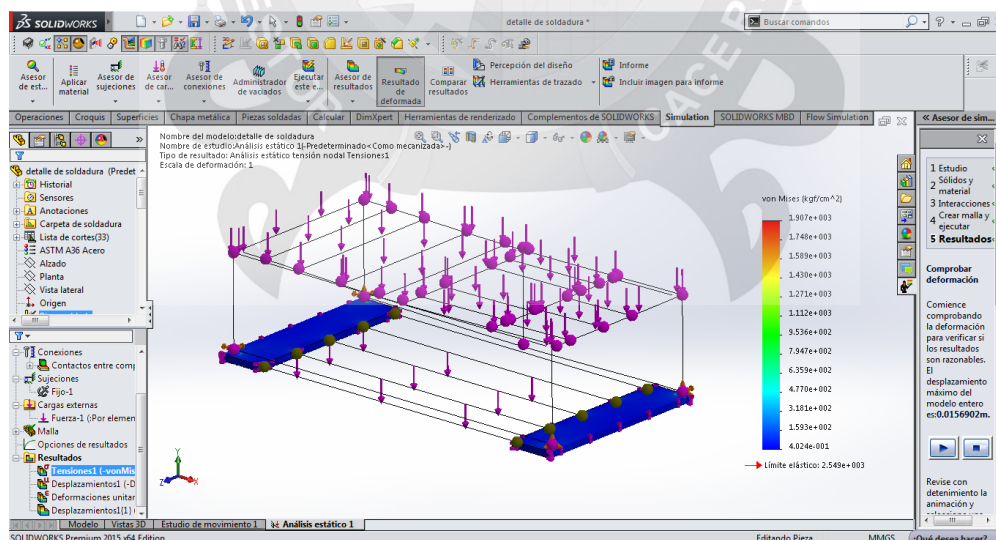 SOLIDWORKS
detalle de soldadura *
Buscar comandos
Asesor de est...
Aplicar material
Asesor de sujeciones
Asesor de car...
Asesor de conexiones
Administrador de vaciados
Ejecutar este e...
Asesor de resultados
Resultado de deformada
Comparar resultados
Percepción del diseño
Herramientas de trazado
Informe
Incluir imagen para informe
Operaciones
Croquis
Superficies
Chapa metálica
Piezas soldadas
Calcular
DimXpert
Herramientas de renderizado
Complementos de SOLIDWORKS
Simulation
SOLIDWORKS MBD
Flow Simulation
« Asesor de sim...
detalle de soldadura (Predet
Historial
Sensores
Anotaciones
Carpeta de soldadura
Lista de cortes(33)
ASTM A36 Acero
Alzado
Planta
Vista lateral
Origen
Conexiones
Contactos entre comp
Sujeciones
Fijo-1
Cargas externas
Fuerza-1 (:Por elemen
Malla
Opciones de resultados
Resultados
Tensiones1 (-vonMis
Desplazamientos1 (-D
Deformaciones unitar
Desplazamientos1(1) (
Nombre del modelo:detalle de soldadura
Nombre de estudio:Análisis estático 1(-Predeterminado<Como mecanizada>-)
Tipo de resultado: Análisis estático tensión nodal Tensiones1
Escala de deformación: 1
von Mises (kgf/cm^2)
1.907e+003
1.748e+003
1.589e+003
1.430e+003
1.271e+003
1.112e+003
9.536e+002
7.947e+002
6.359e+002
4.770e+002
3.181e+002
1.593e+002
4.024e-001
Límite elástico: 2.549e+003
Y
Z
X
1 Estudio
2 Sólidos y material
3 Interacciones
4 Crear malla y ejecutar
5 Resultados
Comprobar
deformación
Comience
comprobando
la deformación
para verificar si
los resultados
son razonables.
El
desplazamiento
máximo del
modelo entero
es:0.0156902m.
Revise con
detenimiento la
animación y
Modelo
Vistas 3D
Estudio de movimiento 1
Análisis estático 1
SOLIDWORKS Premium 2015 x64 Edition
Editando Pieza
MMGS
¿Qué desea hacer?